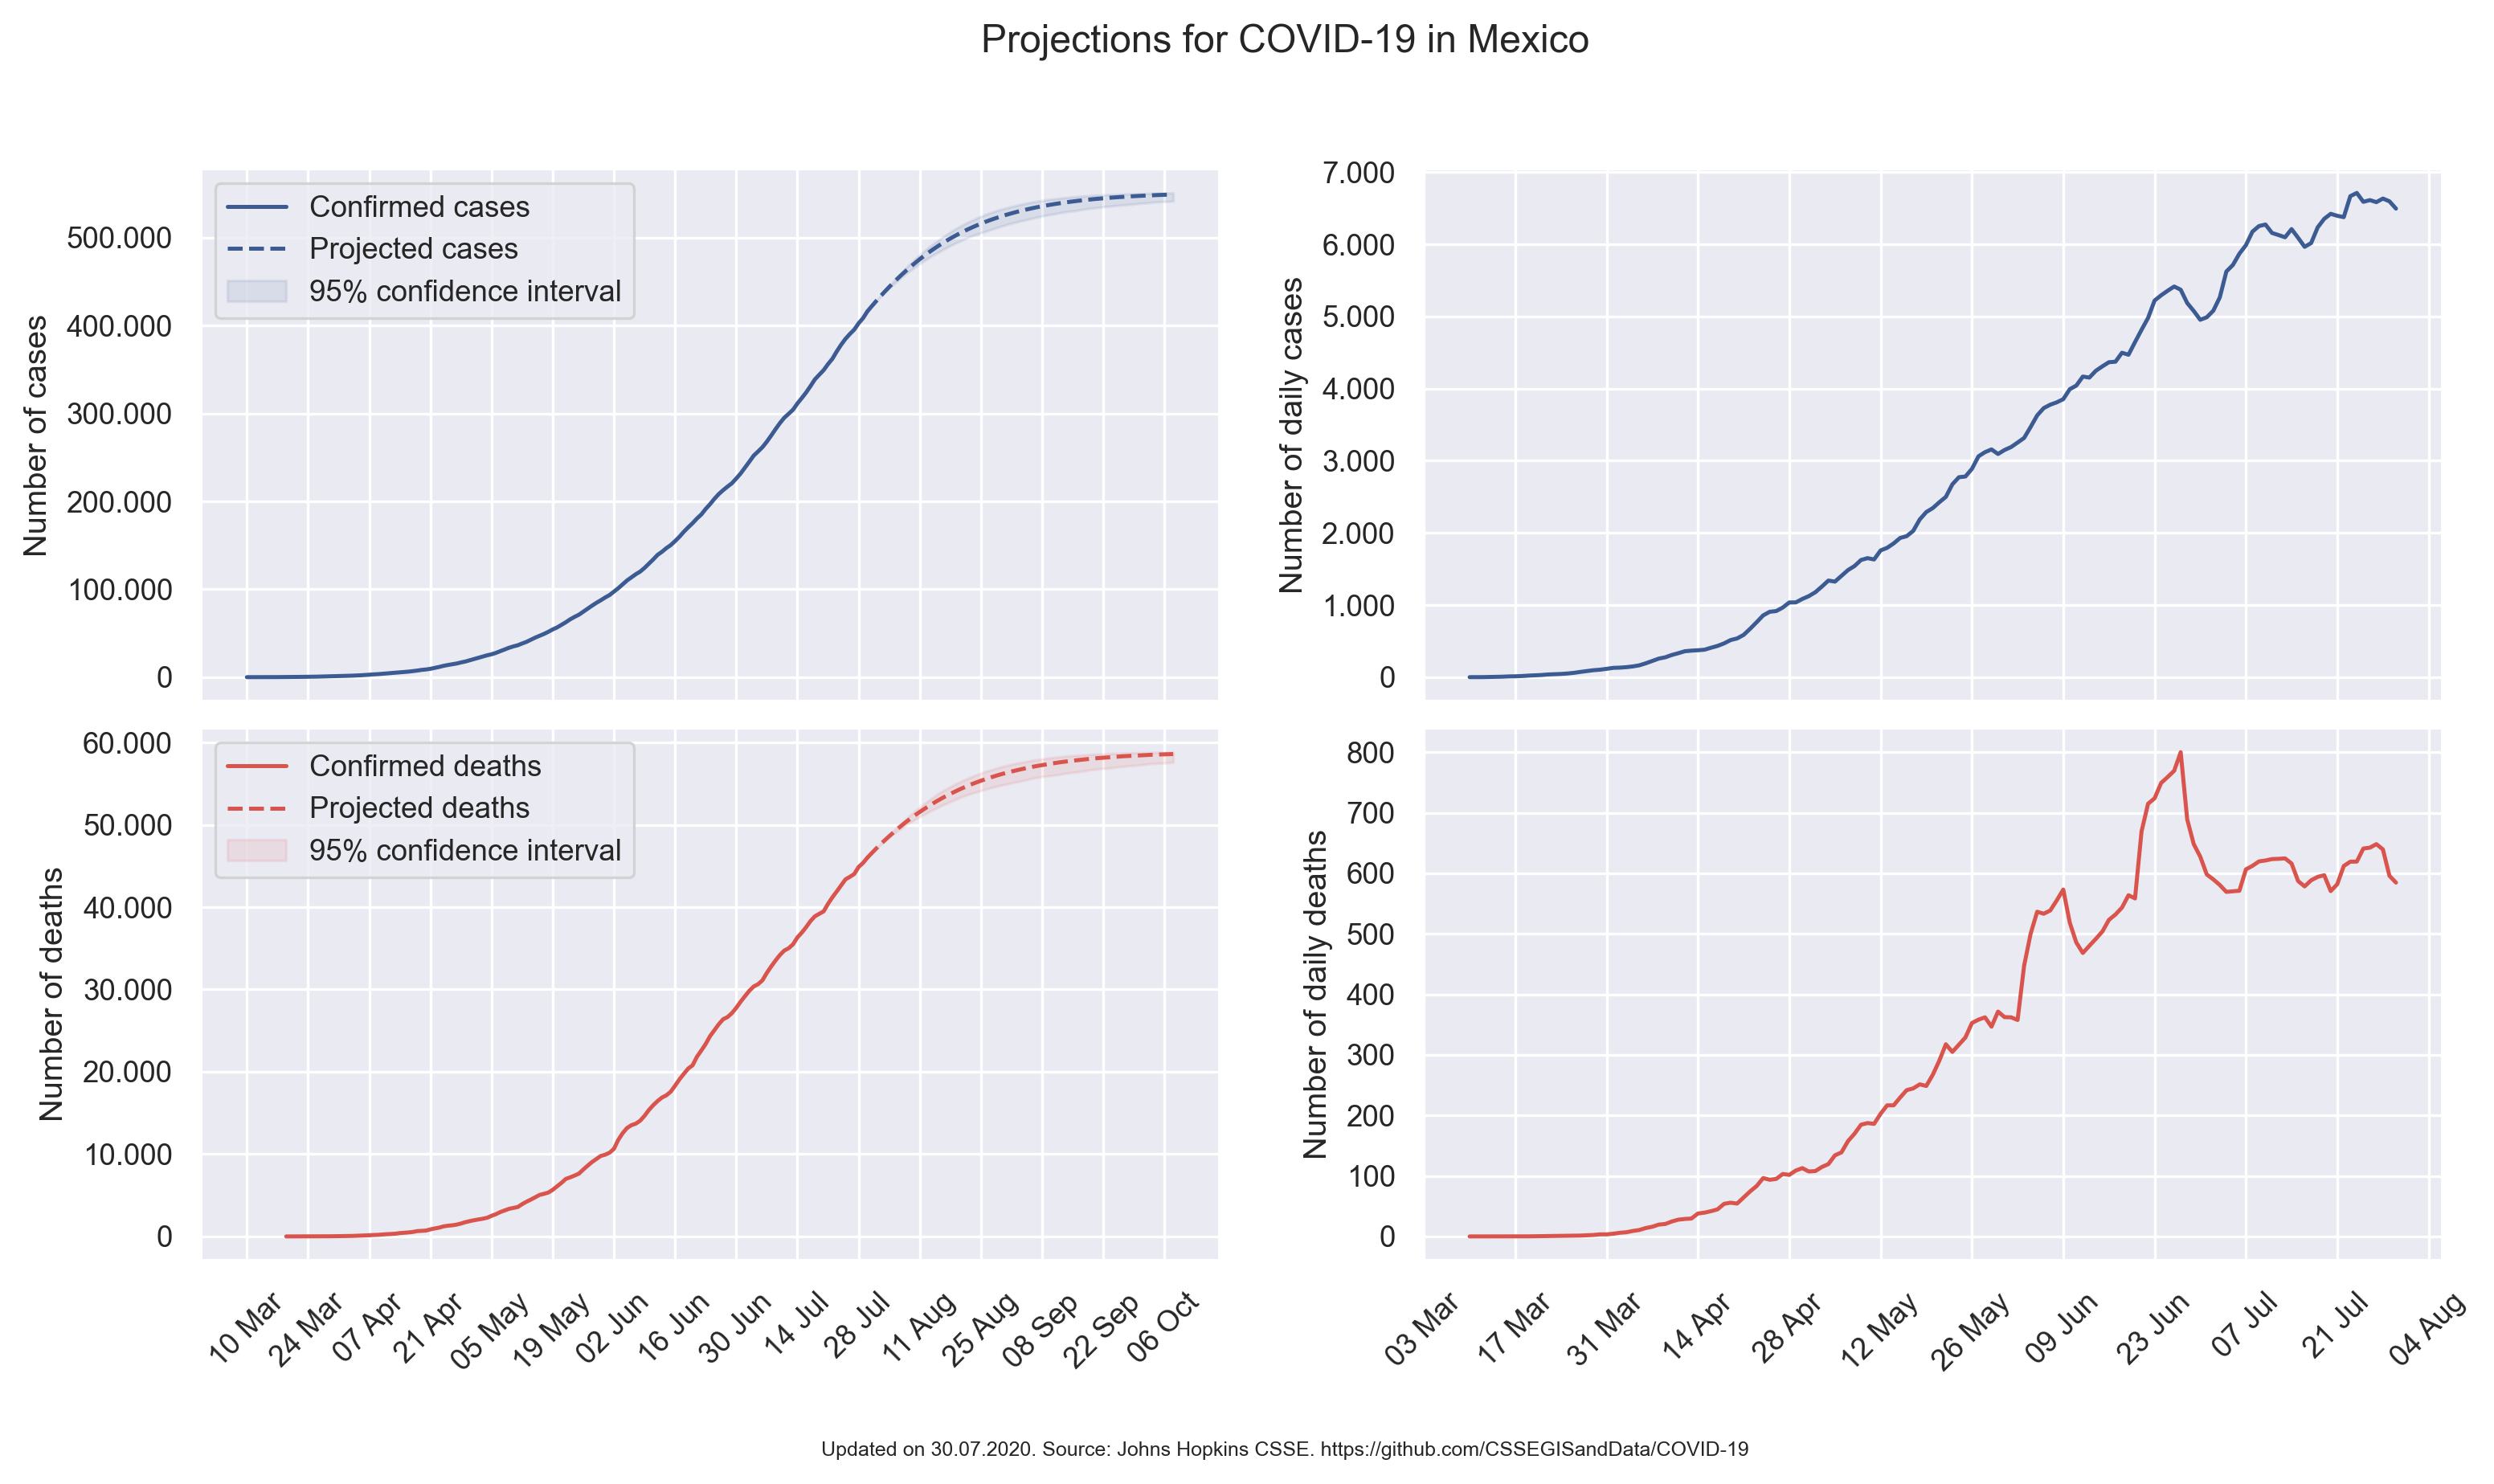 Projections for COVID-19 in Mexico
Number of cases
500.000
400.000
300.000
200.000
100.000
0
Confirmed cases
Projected cases
95% confidence interval
Number of daily cases
7.000
6.000
5.000
4.000
3.000
2.000
1.000
0
Number of deaths
60.000
50.000
40.000
30.000
20.000
10.000
0
Confirmed deaths
Projected deaths
95% confidence interval
10 Mar
24 Mar
07 Apr
21 Apr
05 May
19 May
02 Jun
16 Jun
30 Jun
14 Jul
28 Jul
11 Aug
25 Aug
08 Sep
22 Sep
06 Oct
Number of daily deaths
800
700
600
500
400
300
200
100
0
03 Mar
17 Mar
31 Mar
14 Apr
28 Apr
12 May
26 May
09 Jun
23 Jun
07 Jul
21 Jul
04 Aug
Updated on 30.07.2020. Source: Johns Hopkins CSSE. https://github.com/CSSEGISandData/COVID-19